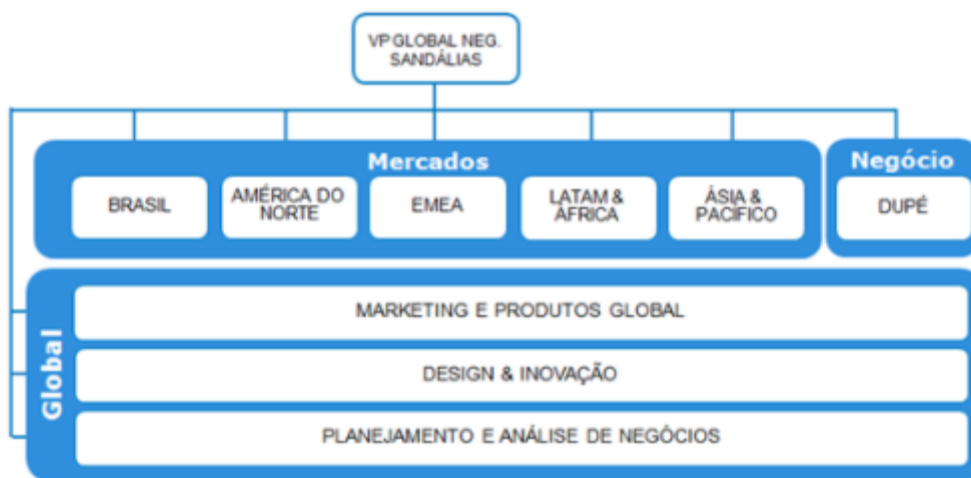 VP GLOBAL NEG.
SANDÁLIAS
Mercados
Negócio
BRASIL
AMÉRICA DO
NORTE
EMEA
LATAM &
ÁFRICA
ÁSIA &
PACÍFICO
DUPÉ
Global
MARKETING E PRODUTOS GLOBAL
DESIGN & INOVAÇÃO
PLANEJAMENTO E ANÁLISE DE NEGÓCIOS